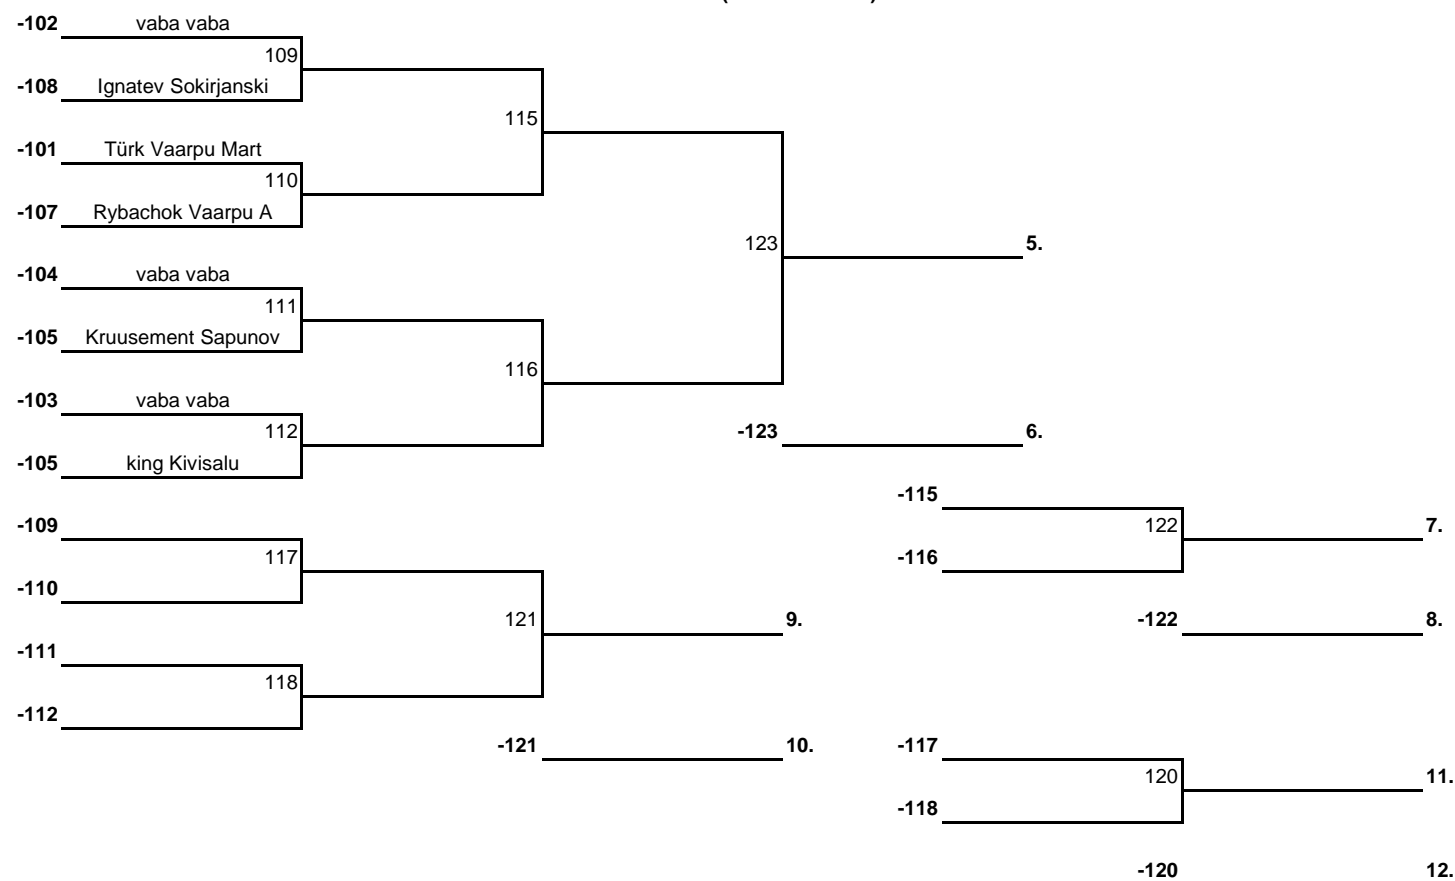 -102 vaba vaba
109
-108 Ignatev Sokirjanski
115
-101 Türk Vaarpu Mart
110
-107 Rybachok Vaarpu A
123 5.
-104 vaba vaba
111
-105 Kruusement Sapunov
116
-103 vaba vaba
112 -123 6.
-105 king Kivisalu
-115
-109 122 7.
117 -116
-110
121 9. -122 8.
-111
118
-112
-121 10. -117
120 11.
-118
-120 12.